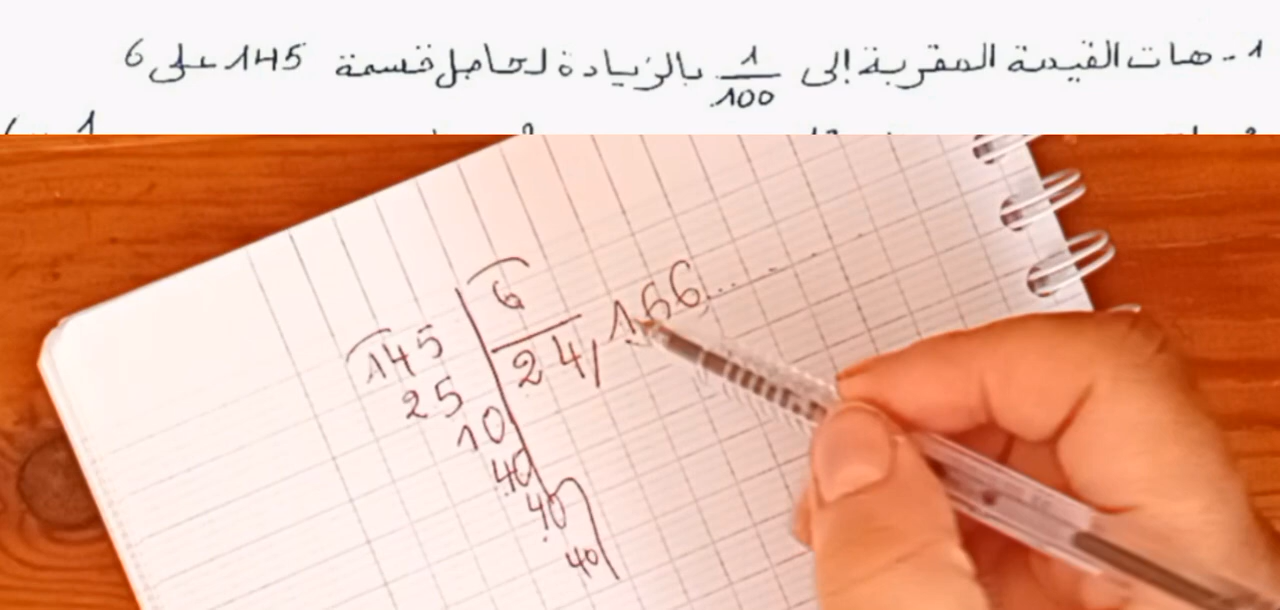 1- هات القيمة المقربة إلى 1/100 بالزيادة لحاصل قسمة 145 على 6
145 | 6
25 | 24,166...
10
40
40
40